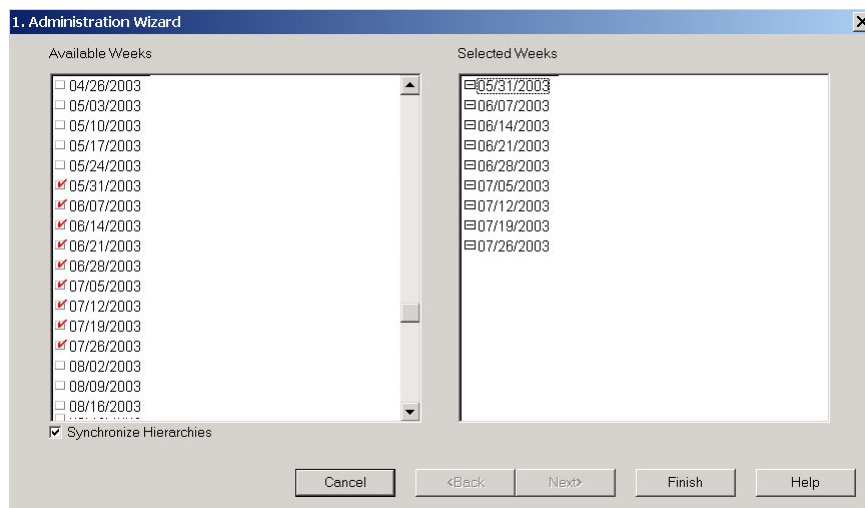 1. Administration Wizard
Available Weeks
04/26/2003
05/03/2003
05/10/2003
05/17/2003
05/24/2003
05/31/2003
06/07/2003
06/14/2003
06/21/2003
06/28/2003
07/05/2003
07/12/2003
07/19/2003
07/26/2003
08/02/2003
08/09/2003
08/16/2003
Synchronize Hierarchies
Selected Weeks
05/31/2003
06/07/2003
06/14/2003
06/21/2003
06/28/2003
07/05/2003
07/12/2003
07/19/2003
07/26/2003
Cancel
<Back
Next>
Finish
Help